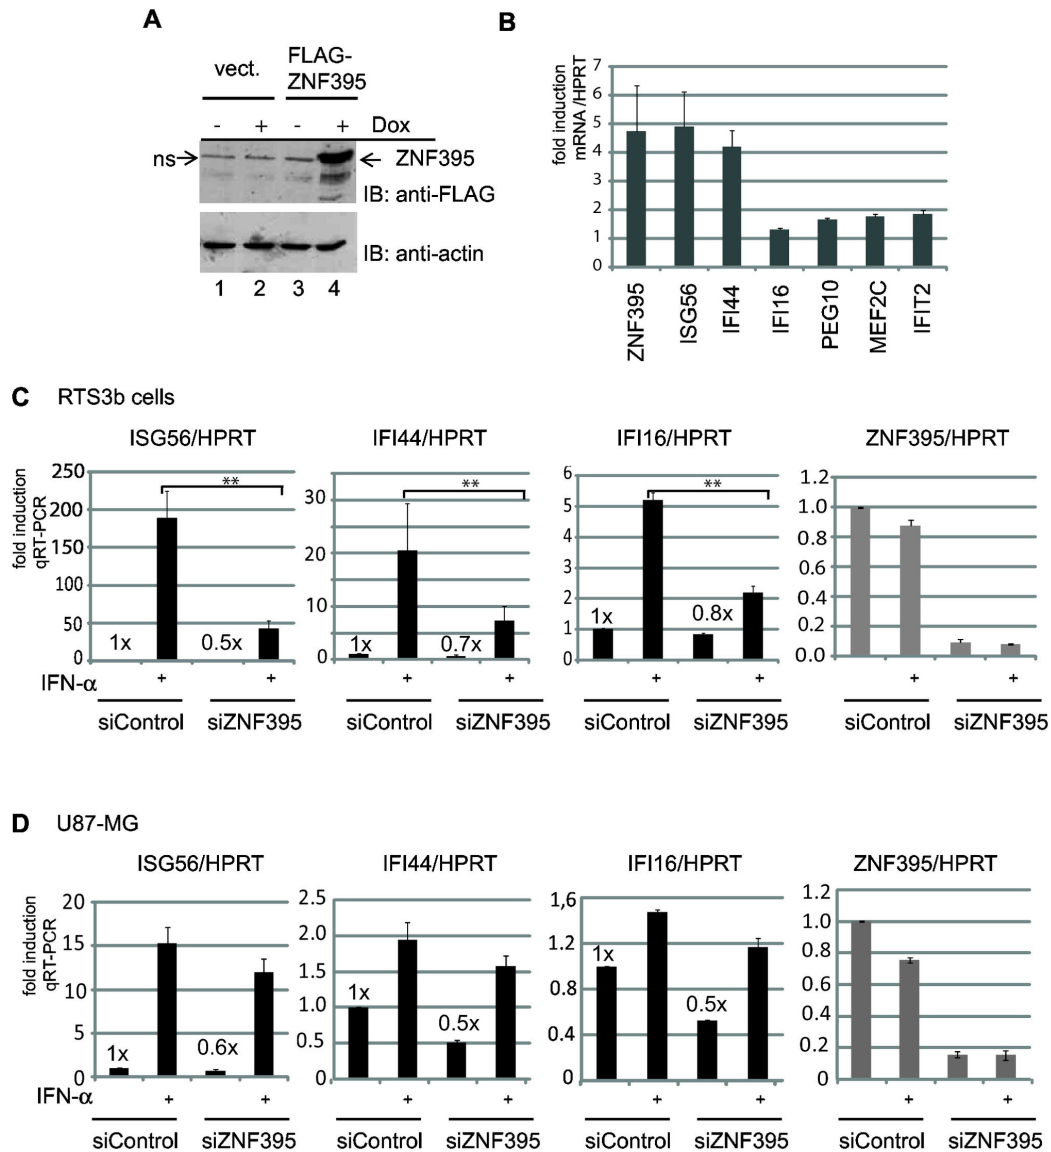 A
vect.
FLAG-
ZNF395
- + - + Dox
ns
ZNF395
IB: anti-FLAG
IB: anti-actin
1 2 3 4
B
fold induction
mRNA /HPRT
7
6
5
4
3
2
1
0
ZNF395
ISG56
IFI44
IFI16
PEG10
MEF2C
IFIT2
C RTS3b cells
ISG56/HPRT
fold induction
qRT-PCR
250
200
150
100
50
0
**
1x
0.5x
IFI44/HPRT
30
20
10
0
**
1x
0.7x
IFI16/HPRT
6
5
4
3
2
1
0
**
1x
0.8x
ZNF395/HPRT
1.2
1.0
0.8
0.6
0.4
0.2
0.0
IFN-α + + + + + + + +
siControl siZNF395 siControl siZNF395 siControl siZNF395 siControl siZNF395
D U87-MG
ISG56/HPRT
fold induction
qRT-PCR
20
15
10
5
0
1x
0.6x
IFI44/HPRT
2.5
2.0
1.5
1.0
0.5
0
1x
0.5x
IFI16/HPRT
1,6
1.2
0.8
0.4
0
1x
0.5x
ZNF395/HPRT
1.2
1.0
0.8
0.6
0.4
0.2
0
IFN-α + + + + + + + +
siControl siZNF395 siControl siZNF395 siControl siZNF395 siControl siZNF395